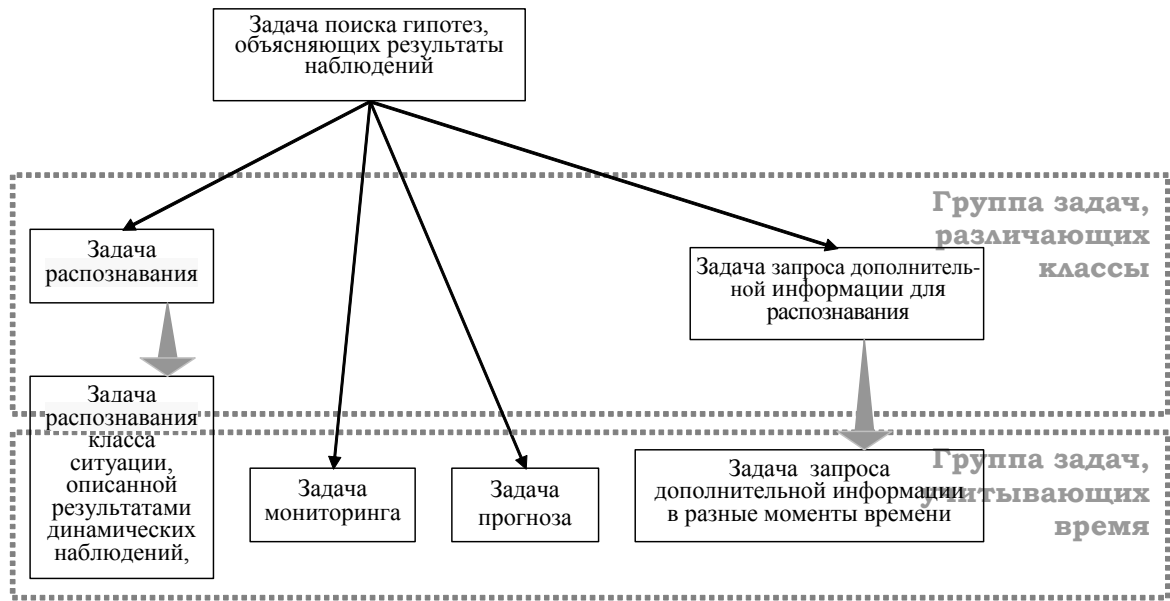 Задача поиска гипотез,
объясняющих результаты
наблюдений
Группа задач,
различающих
классы
Задача
распознавания
Задача запроса дополнитель-
ной информации для
распознавания
Задача
распознавания
класса
ситуации,
описанной
результатами
динамических
наблюдений,
Задача
мониторинга
Задача
прогноза
Задача запроса
дополнительной информации
в разные моменты времени
Группа задач,
учитывающих
время